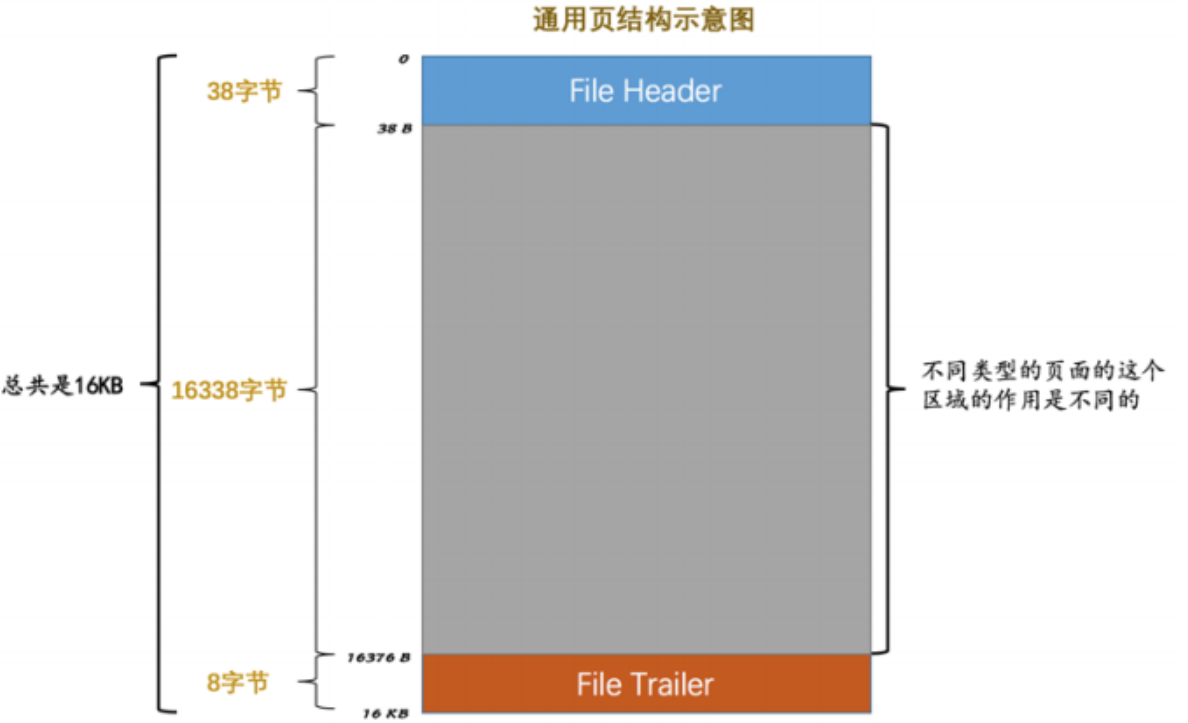 通用页结构示意图
0
38字节
File Header
38 B
不同类型的页面的这个
区域的作用是不同的
总共是16KB
16338字节
16376 B
8字节
File Trailer
16 KB